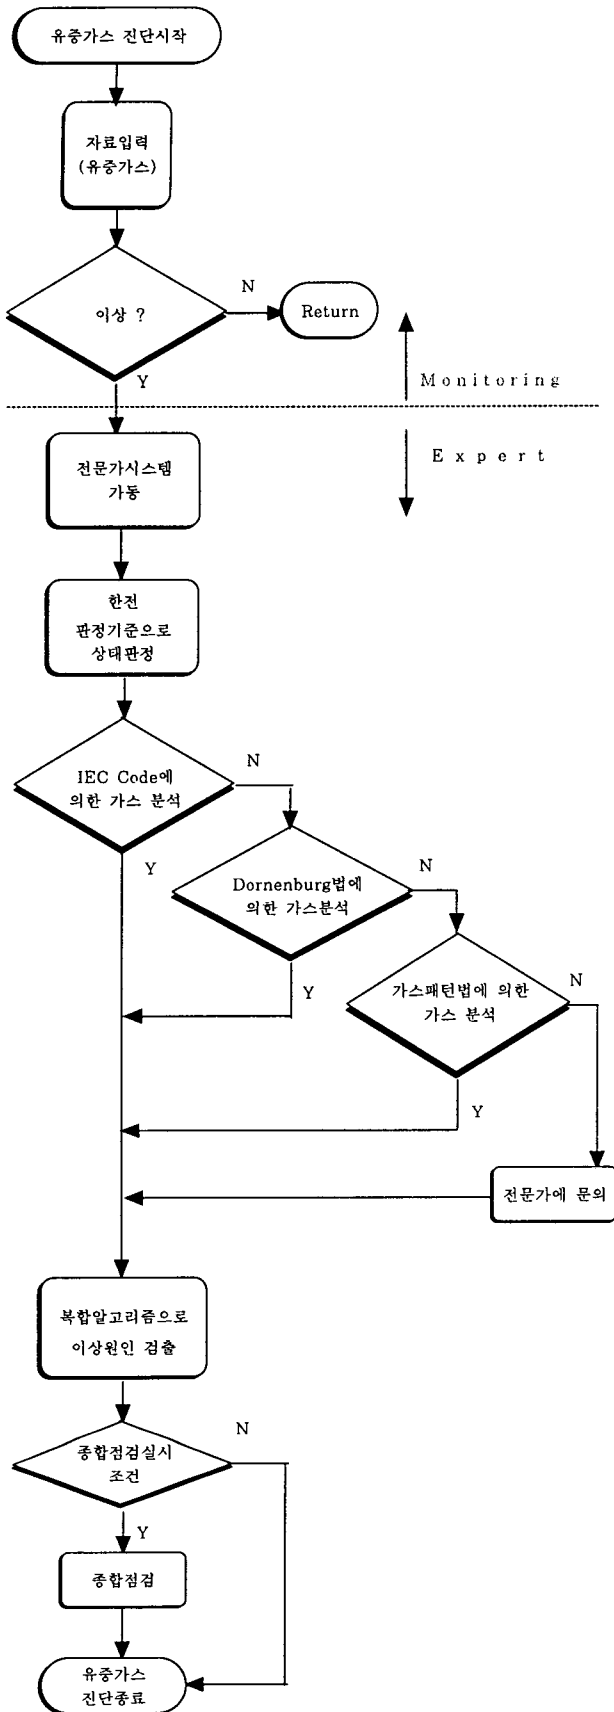 유중가스 진단시작
자료입력
(유중가스)
이상 ?
N
Return
Y
Monitoring
Expert
전문가시스템
가동
한전
판정기준으로
상태판정
IEC Code에
의한 가스 분석
N
Y
Dornenburg법에
의한 가스분석
N
Y
가스패턴법에 의한
가스 분석
N
Y
전문가에 문의
복합알고리즘으로
이상원인 검출
종합점검실시
조건
N
Y
종합점검
유중가스
진단종료